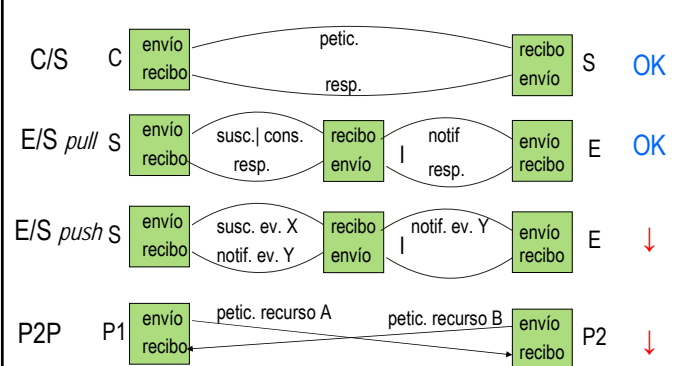 C/S C envío recibo petic. resp. recibo envío S OK
E/S pull S envío recibo susc.| cons. resp. recibo envío I notif resp. envío recibo E OK
E/S push S envío recibo susc. ev. X notif. ev. Y recibo envío I notif. ev. Y envío recibo E ↓
P2P P1 envío recibo petic. recurso A petic. recurso B envío recibo P2 ↓